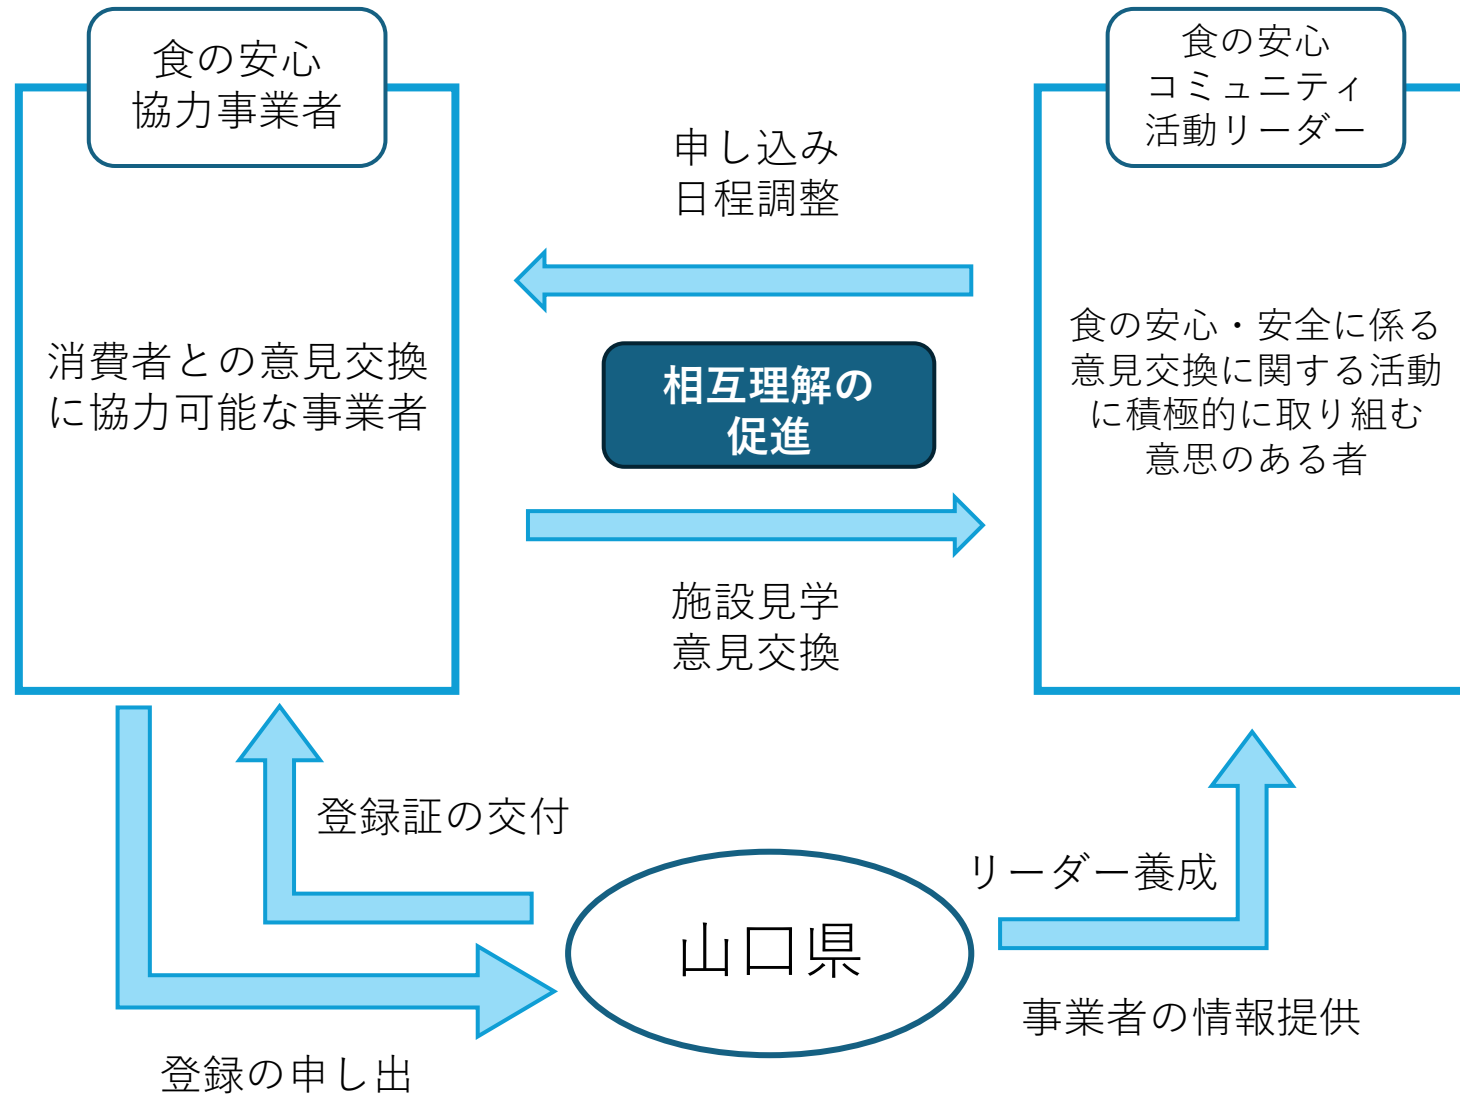 食の安心
協力事業者
消費者との意見交換
に協力可能な事業者
申し込み
日程調整
相互理解の
促進
施設見学
意見交換
食の安心
コミュニティ
活動リーダー
食の安心・安全に係る
意見交換に関する活動
に積極的に取り組む
意思のある者
登録証の交付
登録の申し出
山口県
リーダー養成
事業者の情報提供